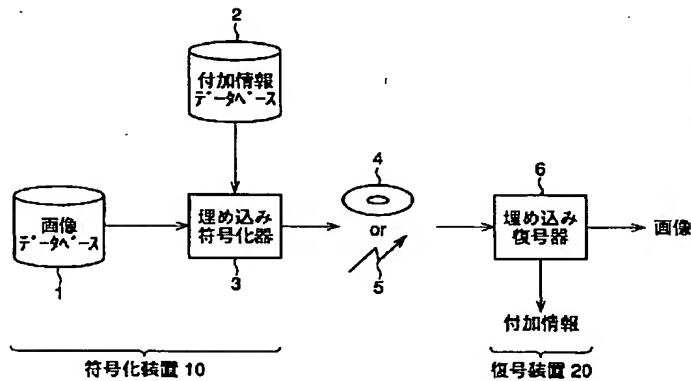 2
付加情報
データベース
画像
データベース
1
埋め込み
符号化器
3
4
or
5
6
埋め込み
復号器
画像
付加情報
符号化装置 10
復号装置 20